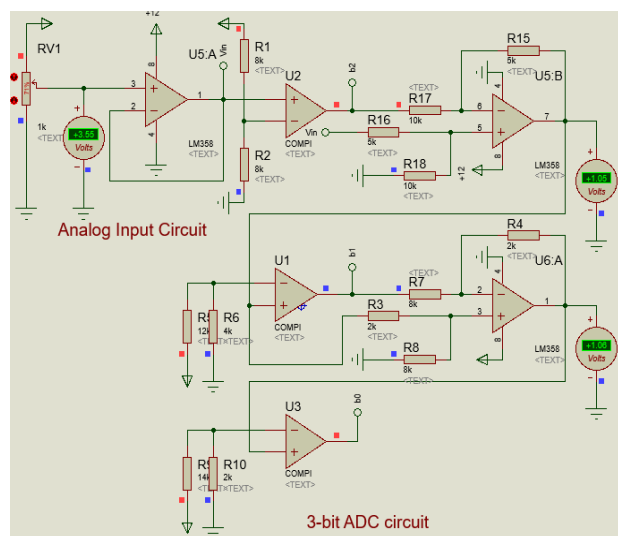 +12
RV1
71%
1k
<TEXT>
+3.55
Volts
U5:A
Vin
8
3
2
1
4
LM358
<TEXT>
R1
8k
<TEXT>
R2
8k
<TEXT>
U2
COMPI
<TEXT>
b2
Vin
<TEXT>
R17
10k
R16
5k
<TEXT>
R18
10k
<TEXT>
+12
R15
5k
<TEXT>
U5:B
4
6
5
7
8
LM358
<TEXT>
+1.05
Volts
Analog Input Circuit
U1
COMPI
<TEXT>
b1
12k
R6
4k
<TEXT>
<TEXT>
R7
8k
R3
2k
<TEXT>
R8
8k
<TEXT>
R4
2k
<TEXT>
U6:A
4
2
3
1
8
LM358
<TEXT>
+1.06
Volts
U3
COMPI
<TEXT>
b0
14k
R10
2k
<TEXT>
3-bit ADC circuit